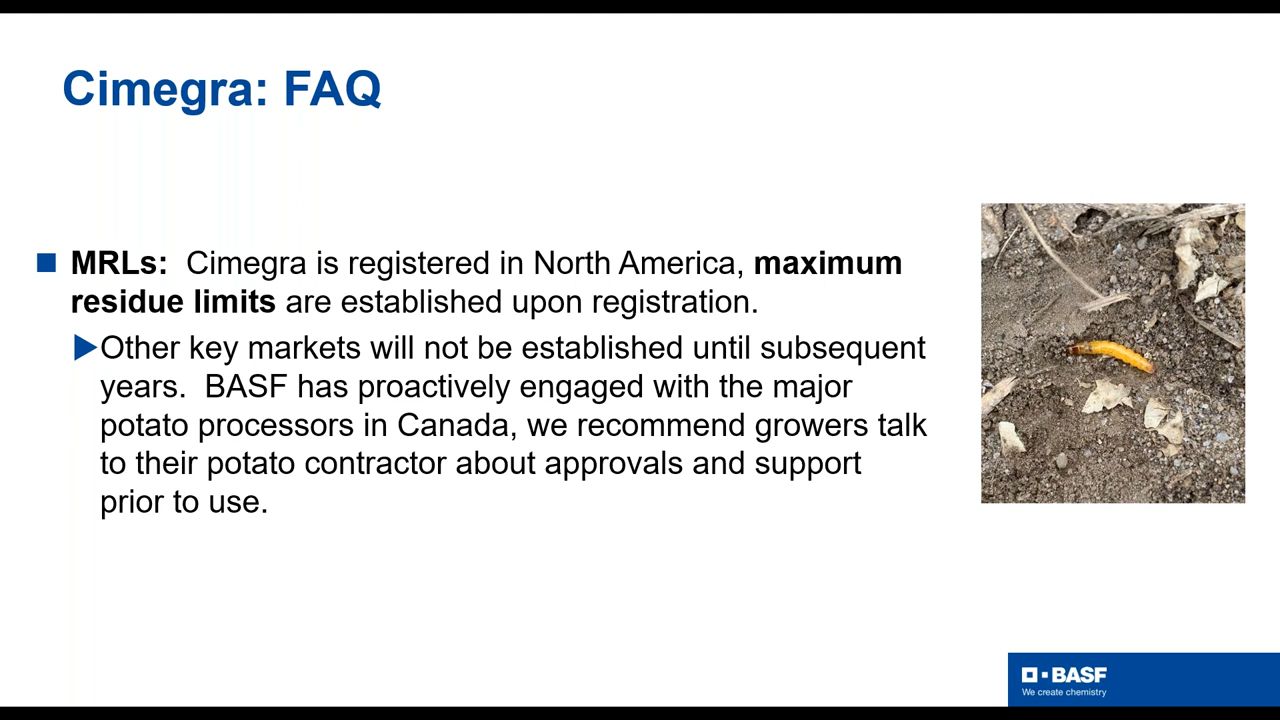 Cimegra: FAQ
MRLs: Cimegra is registered in North America, maximum
residue limits are established upon registration.
Other key markets will not be established until subsequent
years. BASF has proactively engaged with the major
potato processors in Canada, we recommend growers talk
to their potato contractor about approvals and support
prior to use.
BASF
We create chemistry